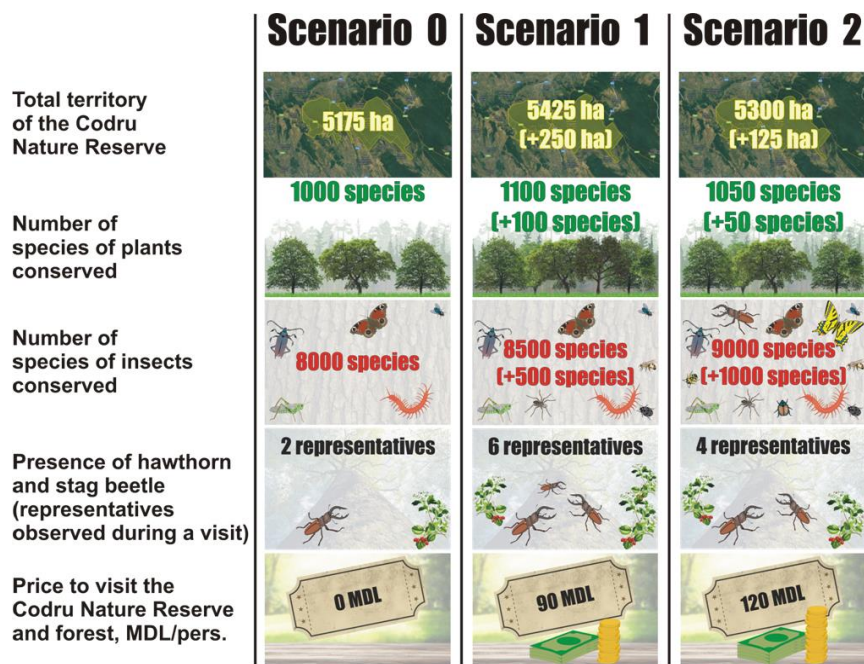 Scenario 0
Scenario 1
Scenario 2
Total territory
of the Codru
Nature Reserve
5175 ha
5425 ha
(+250 ha)
5300 ha
(+125 ha)
Number of
species of plants
conserved
1000 species
1100 species
(+100 species)
1050 species
(+50 species)
Number of
species of insects
conserved
8000 species
8500 species
(+500 species)
9000 species
(+1000 species)
Presence of hawthorn
and stag beetle
(representatives
observed during a visit)
2 representatives
6 representatives
4 representatives
Price to visit the
Codru Nature Reserve
and forest, MDL/pers.
0 MDL
90 MDL
120 MDL